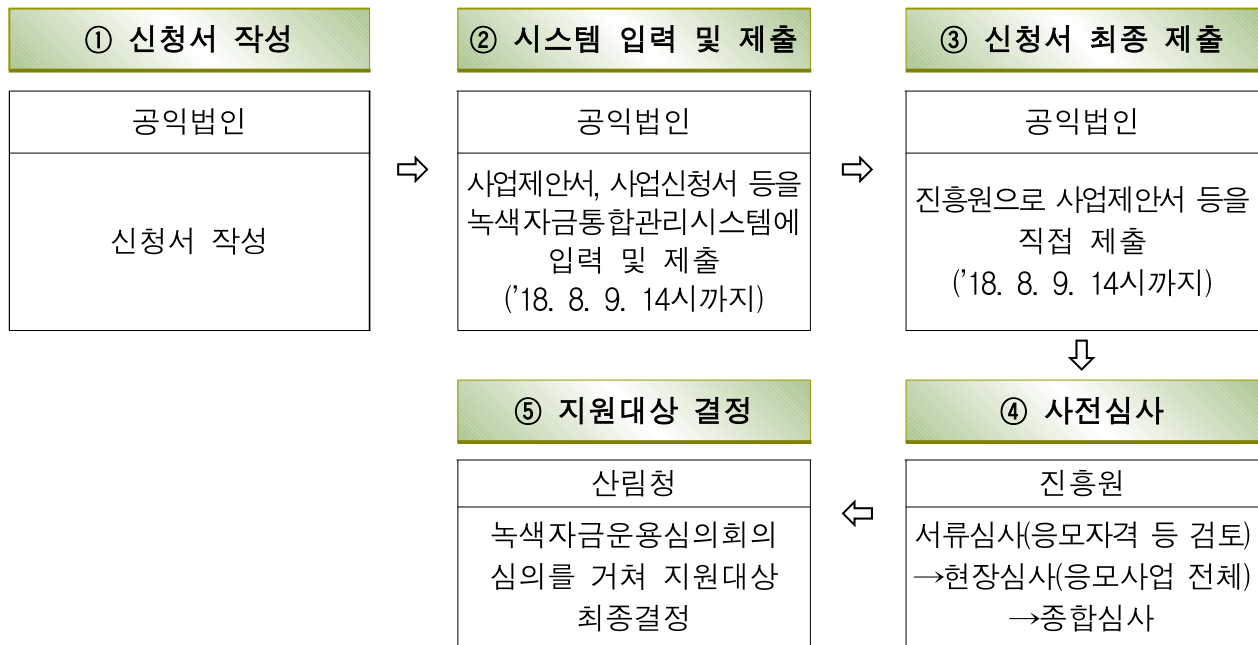 ① 신청서 작성
공익법인
신청서 작성
② 시스템 입력 및 제출
공익법인
사업제안서, 사업신청서 등을
녹색자금통합관리시스템에
입력 및 제출
('18. 8. 9. 14시까지)
③ 신청서 최종 제출
공익법인
진흥원으로 사업제안서 등을
직접 제출
('18. 8. 9. 14시까지)
④ 사전심사
진흥원
서류심사(응모자격 등 검토)
→현장심사(응모사업 전체)
→종합심사
⑤ 지원대상 결정
산림청
녹색자금운용심의회의
심의를 거쳐 지원대상
최종결정